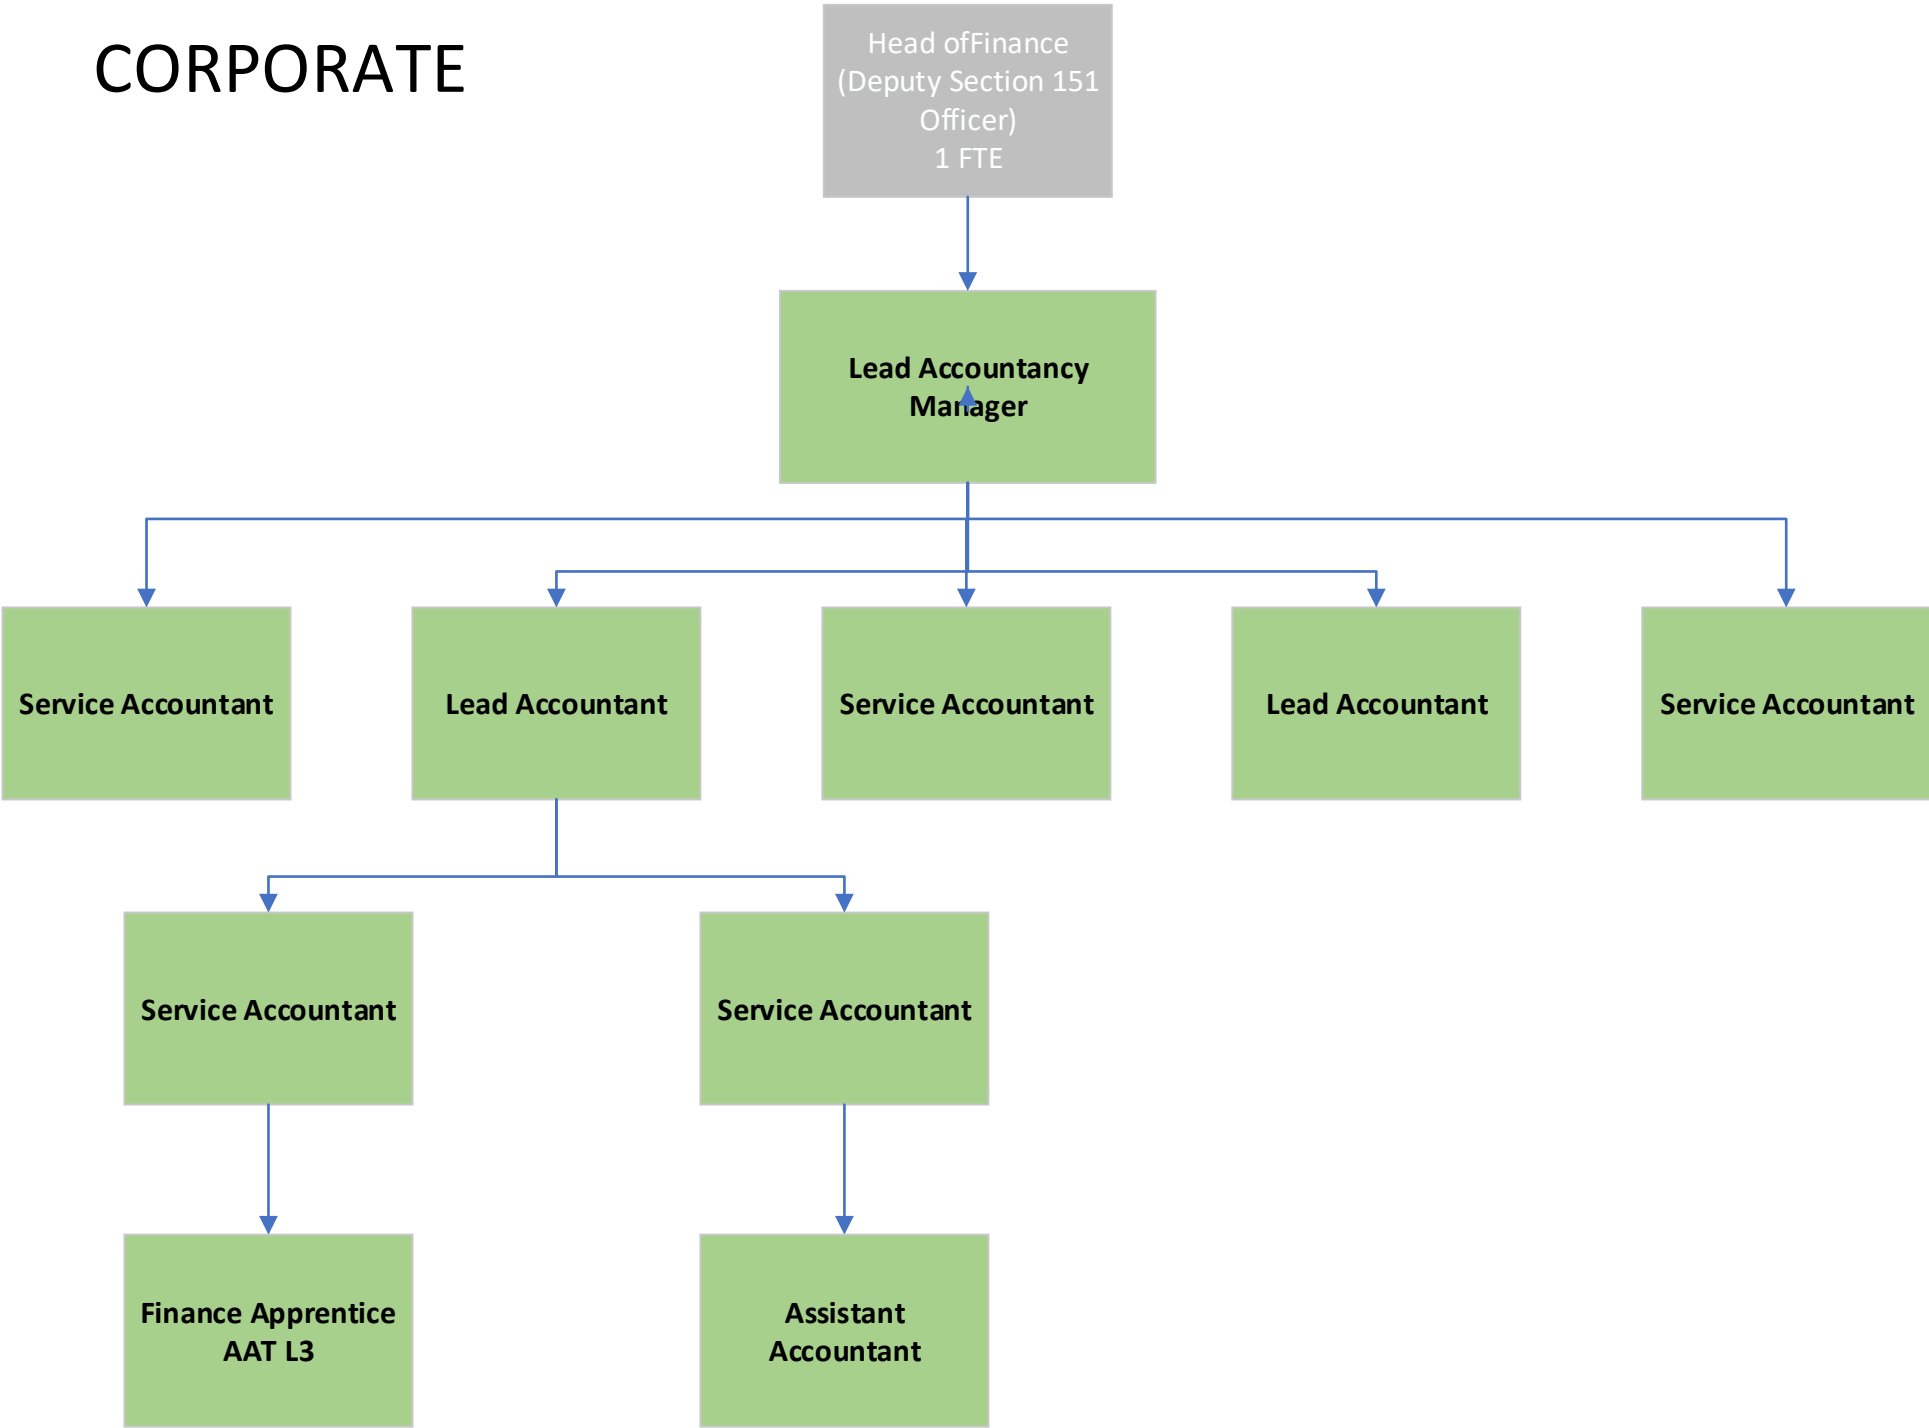 CORPORATE
Head ofFinance
(Deputy Section 151
Officer)
1 FTE
Lead Accountancy
Manager
Service Accountant
Lead Accountant
Service Accountant
Lead Accountant
Service Accountant
Service Accountant
Service Accountant
Finance Apprentice
AAT L3
Assistant
Accountant